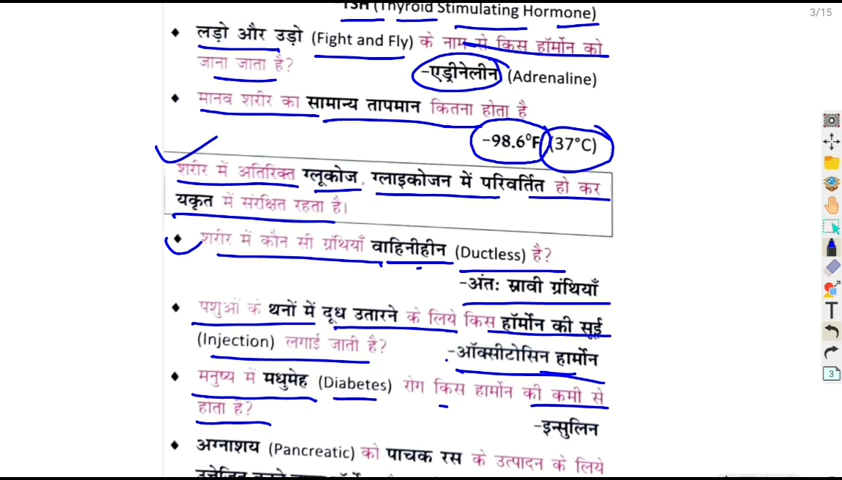 3/15
TSH (Thyroid Stimulating Hormone)
♦ लड़ो और उड़ो (Fight and Fly) के नाम से किस हॉर्मोन को
जाना जाता है?
-एड्रीनेलीन (Adrenaline)
♦ मानव शरीर का सामान्य तापमान कितना होता है
-98.6⁰F (37°C)
शरीर में अतिरिक्त ग्लूकोज, ग्लाइकोजन में परिवर्तित हो कर
यकृत में संरक्षित रहता है।
♦ शरीर में कौन सी ग्रंथियाँ वाहिनीहीन (Ductless) है?
-अंतः स्रावी ग्रंथियाँ
♦ पशुओं के थनों में दूध उतारने के लिये किस हॉर्मोन की सूई
(Injection) लगाई जाती है?
-ऑक्सीटोसिन हार्मोन
♦ मनुष्य में मधुमेह (Diabetes) रोग किस हार्मोन की कमी से
होता है?
-इन्सुलिन
♦ अग्नाशय (Pancreatic) को पाचक रस के उत्पादन के लिये
T
3